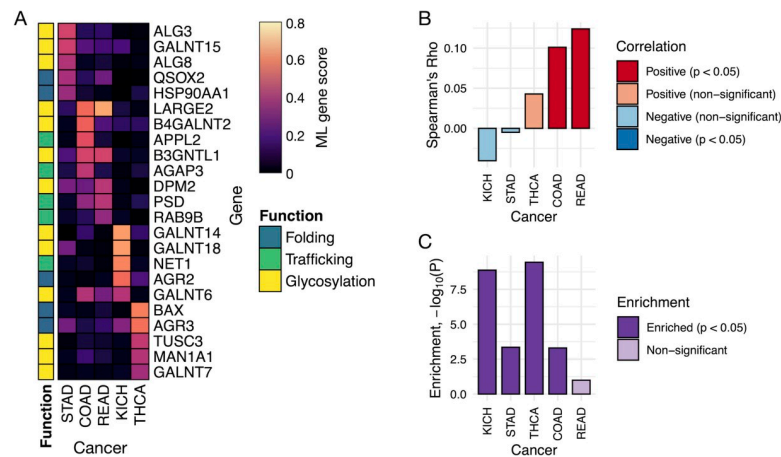 A
ALG3
GALNT15
ALG8
QSOX2
HSP90AA1
LARGE2
B4GALNT2
APPL2
B3GNTL1
AGAP3
DPM2
PSD
RAB9B
GALNT14
GALNT18
NET1
AGR2
GALNT6
BAX
AGR3
TUSC3
MAN1A1
GALNT7
Gene
Function
STAD
COAD
READ
KICH
THCA
Cancer
0.8
0.6
0.4
0.2
0
ML gene score
Function
Folding
Trafficking
Glycosylation
B
Spearman's Rho
0.10
0.05
0.00
KICH
STAD
THCA
COAD
READ
Cancer
Correlation
Positive (p < 0.05)
Positive (non−significant)
Negative (non−significant)
Negative (p < 0.05)
C
Enrichment, −log10(P)
7.5
5.0
2.5
0.0
KICH
STAD
THCA
COAD
READ
Cancer
Enrichment
Enriched (p < 0.05)
Non−significant